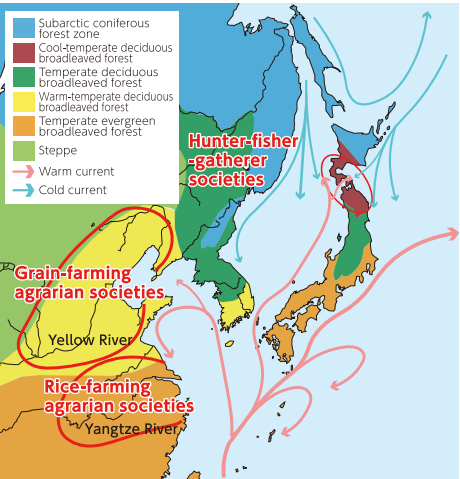 Subarctic coniferous
forest zone
Cool-temperate deciduous
broadleaved forest
Temperate deciduous
broadleaved forest
Warm-temperate deciduous
broadleaved forest
Temperate evergreen
broadleaved forest
Steppe
Warm current
Cold current
Hunter-fisher
-gatherer
societies
Grain-farming
agrarian societies
Yellow River
Rice-farming
agrarian societies
Yangtze River